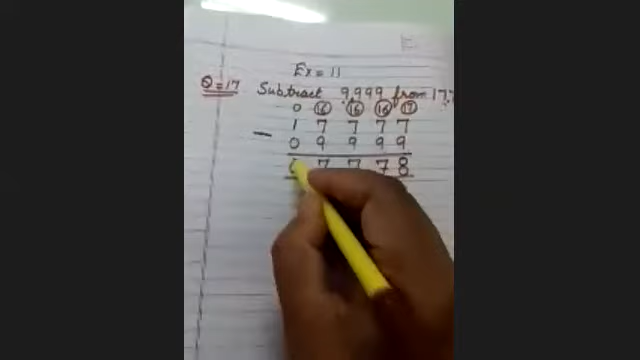 Ex = 11
Q = 17 Subtract 9,999 from 17,7
0 16 16 16 17
1 7 7 7 7
— 0 9 9 9 9
7 7 7 8